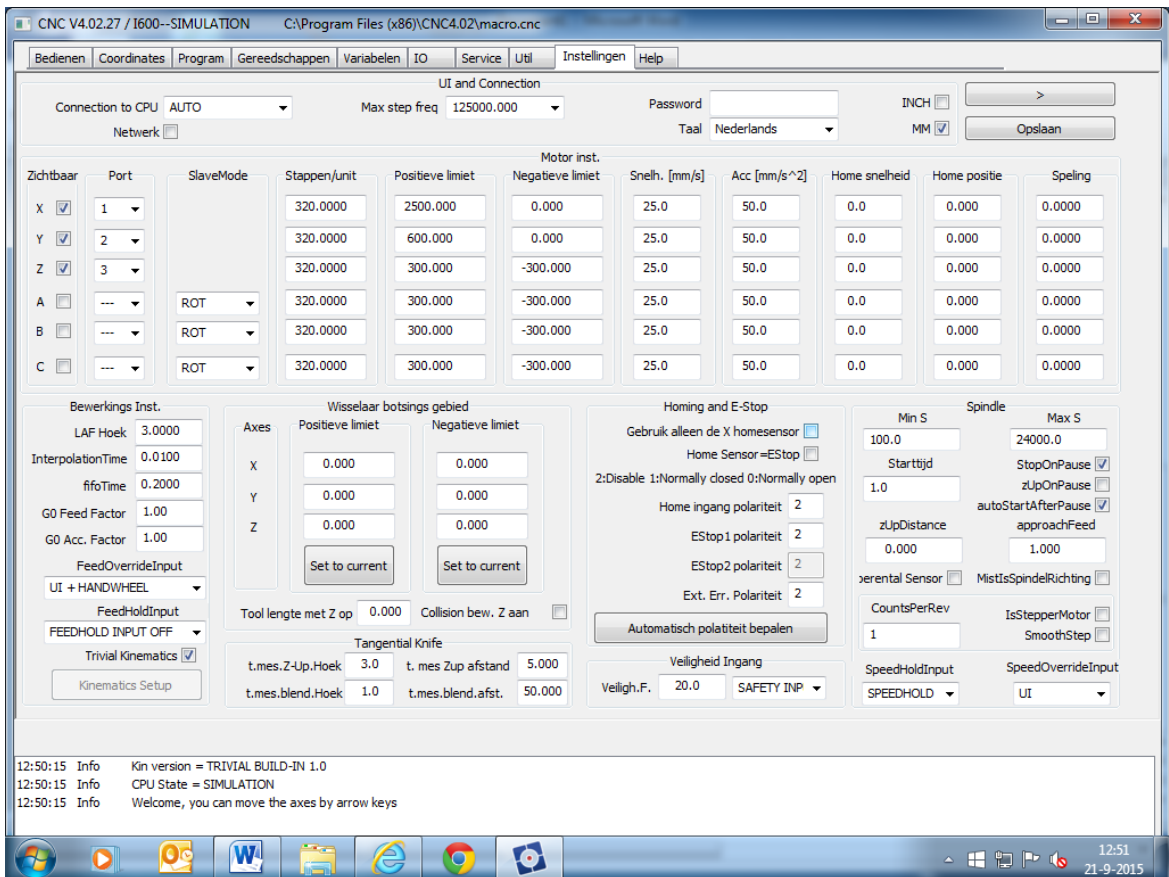 CNC V4.02.27 / I600--SIMULATION C:\Program Files (x86)\CNC4.02\macro.cnc
Bedienen Coordinates Program Gereedschappen Variabelen IO Service Util Instellingen Help
UI and Connection
Connection to CPU AUTO Max step freq 125000.000 Password INCH >
Netwerk Taal Nederlands MM Opslaan
Motor inst.
Zichtbaar Port SlaveMode Stappen/unit Positieve limiet Negatieve limiet Snelh. [mm/s] Acc [mm/s^2] Home snelheid Home positie Speling
X 1 320.0000 2500.000 0.000 25.0 50.0 0.0 0.000 0.0000
Y 2 320.0000 600.000 0.000 25.0 50.0 0.0 0.000 0.0000
Z 3 320.0000 300.000 -300.000 25.0 50.0 0.0 0.000 0.0000
A --- ROT 320.0000 300.000 -300.000 25.0 50.0 0.0 0.000 0.0000
B --- ROT 320.0000 300.000 -300.000 25.0 50.0 0.0 0.000 0.0000
C --- ROT 320.0000 300.000 -300.000 25.0 50.0 0.0 0.000 0.0000
Bewerkings Inst.
LAF Hoek 3.0000
InterpolationTime 0.0100
fifoTime 0.2000
G0 Feed Factor 1.00
G0 Acc. Factor 1.00
FeedOverrideInput
UI + HANDWHEEL
FeedHoldInput
FEEDHOLD INPUT OFF
Trivial Kinematics
Kinematics Setup
Wisselaar botsings gebied
Axes Positieve limiet Negatieve limiet
X 0.000 0.000
Y 0.000 0.000
Z 0.000 0.000
Set to current Set to current
Tool lengte met Z op 0.000 Collision bew. Z aan
Tangential Knife
t.mes.Z-Up.Hoek 3.0 t. mes Zup afstand 5.000
t.mes.blend.Hoek 1.0 t.mes.blend.afst. 50.000
Homing and E-Stop
Gebruik alleen de X homesensor
Home Sensor=EStop
2:Disable 1:Normally closed 0:Normally open
Home ingang polariteit 2
EStop1 polariteit 2
EStop2 polariteit 2
Ext. Err. Polariteit 2
Automatisch polatiteit bepalen
Veiligheid Ingang
Veiligh.F. 20.0 SAFETY INP
Spindle
Min S Max S
100.0 24000.0
Starttijd StopOnPause
1.0 zUpOnPause
autoStartAfterPause
zUpDistance approachFeed
0.000 1.000
perental Sensor MistIsSpindelRichting
CountsPerRev IsStepperMotor
1 SmoothStep
SpeedHoldInput SpeedOverrideInput
SPEEDHOLD UI
12:50:15 Info Kin version = TRIVIAL BUILD-IN 1.0
12:50:15 Info CPU State = SIMULATION
12:50:15 Info Welcome, you can move the axes by arrow keys
12:51
21-9-2015